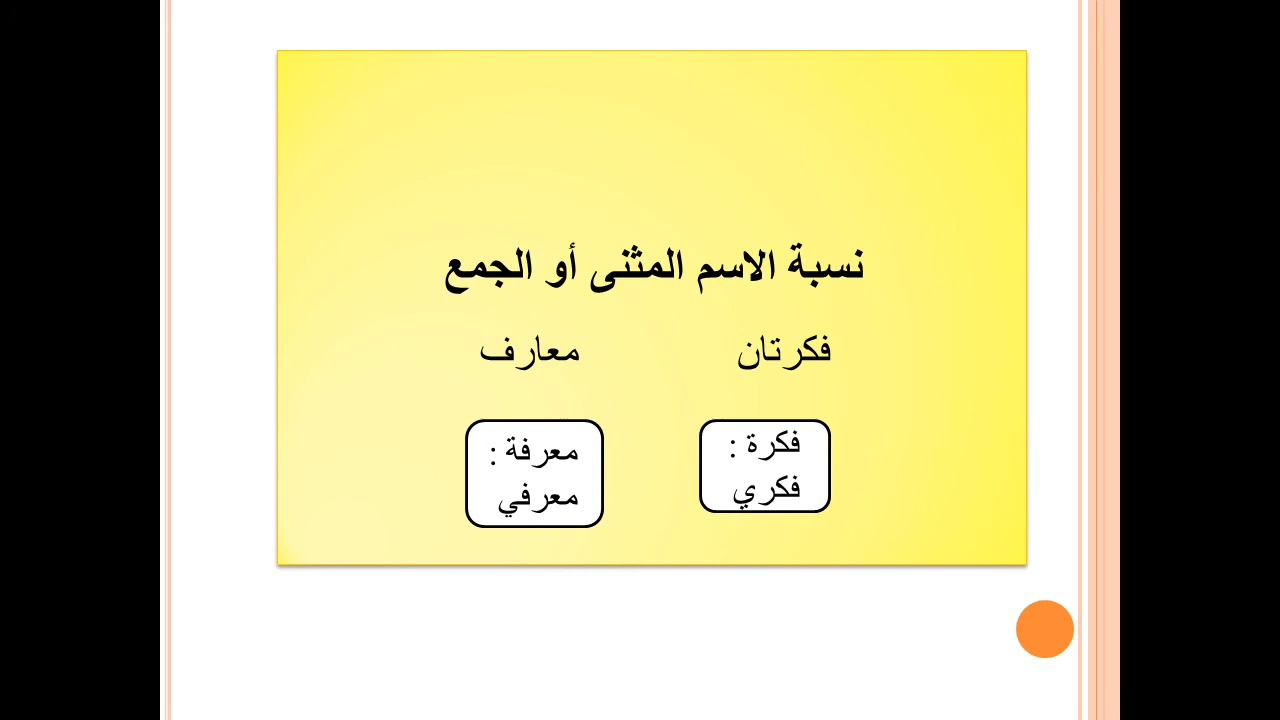 نسبة الاسم المثنى أو الجمع
فكرتان معارف
فكرة :
فكري
معرفة :
معرفي